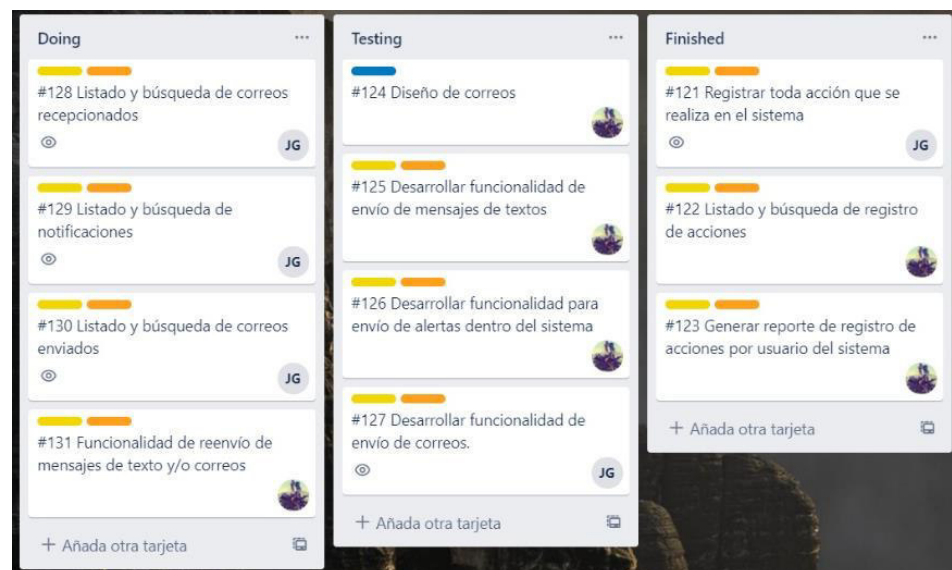 Doing
#128 Listado y búsqueda de correos
recepcionados
JG
#129 Listado y búsqueda de
notificaciones
JG
#130 Listado y búsqueda de correos
enviados
JG
#131 Funcionalidad de reenvío de
mensajes de texto y/o correos
+ Añada otra tarjeta
Testing
#124 Diseño de correos
#125 Desarrollar funcionalidad de
envío de mensajes de textos
#126 Desarrollar funcionalidad para
envío de alertas dentro del sistema
#127 Desarrollar funcionalidad de
envío de correos.
JG
+ Añada otra tarjeta
Finished
#121 Registrar toda acción que se
realiza en el sistema
JG
#122 Listado y búsqueda de registro
de acciones
#123 Generar reporte de registro de
acciones por usuario del sistema
+ Añada otra tarjeta